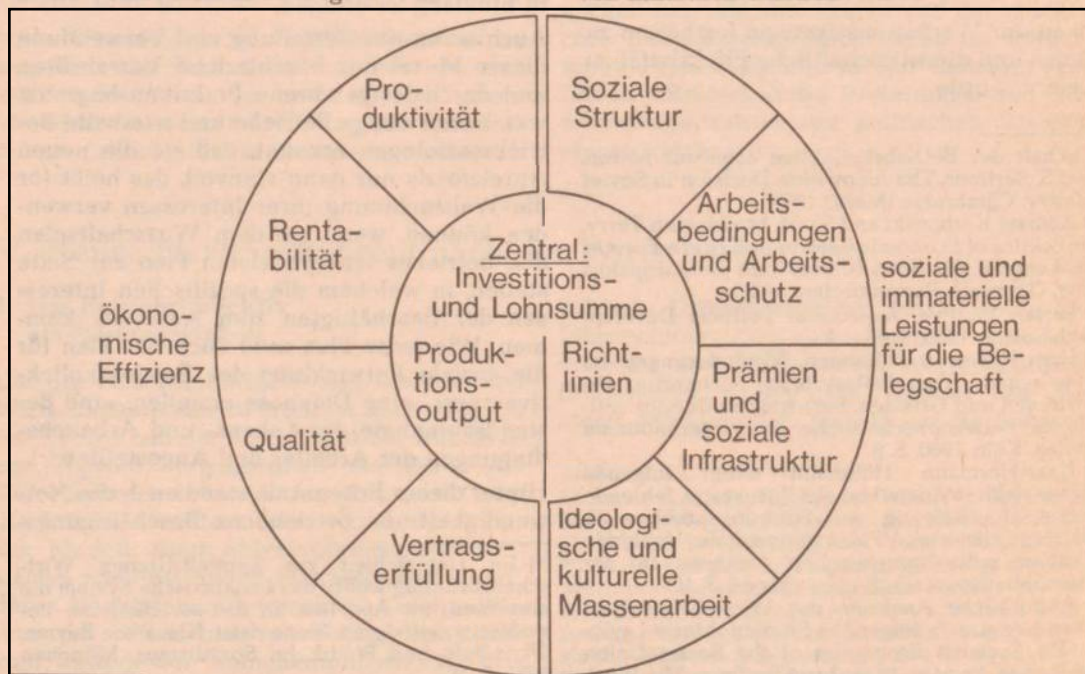 Pro-
duktivität
Soziale
Struktur
Renta-
bilität
Zentral:
Investitions-
und Lohnsumme
Arbeits-
bedingungen
und Arbeits-
schutz
ökono-
mische
Effizienz
Produk-
tions-
output
Richt-
linien
Prämien
und
soziale
Infrastruktur
soziale und
immaterielle
Leistungen
für die Be-
legschaft
Qualität
Vertrags-
erfüllung
Ideologi-
sche und
kulturelle
Massenarbeit